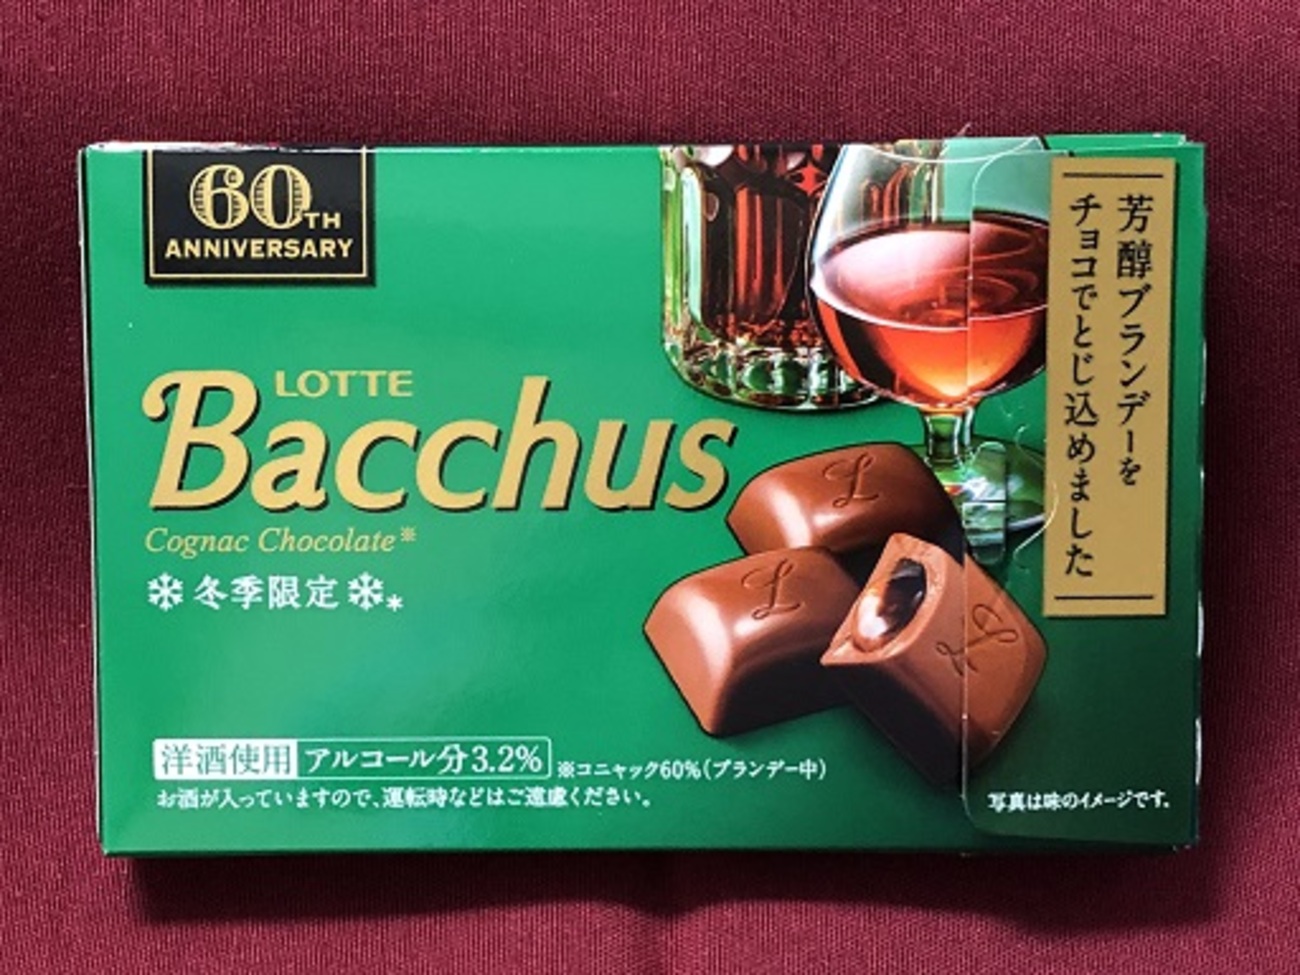 60TH
ANNIVERSARY
LOTTE
Bacchus
Cognac Chocolate※
冬季限定*
洋酒使用 アルコール分3.2% ※コニャック60%(ブランデー中)
お酒が入っていますので、運転時などはご遠慮ください。
芳醇ブランデーを
チョコでとじ込めました
写真は味のイメージです。